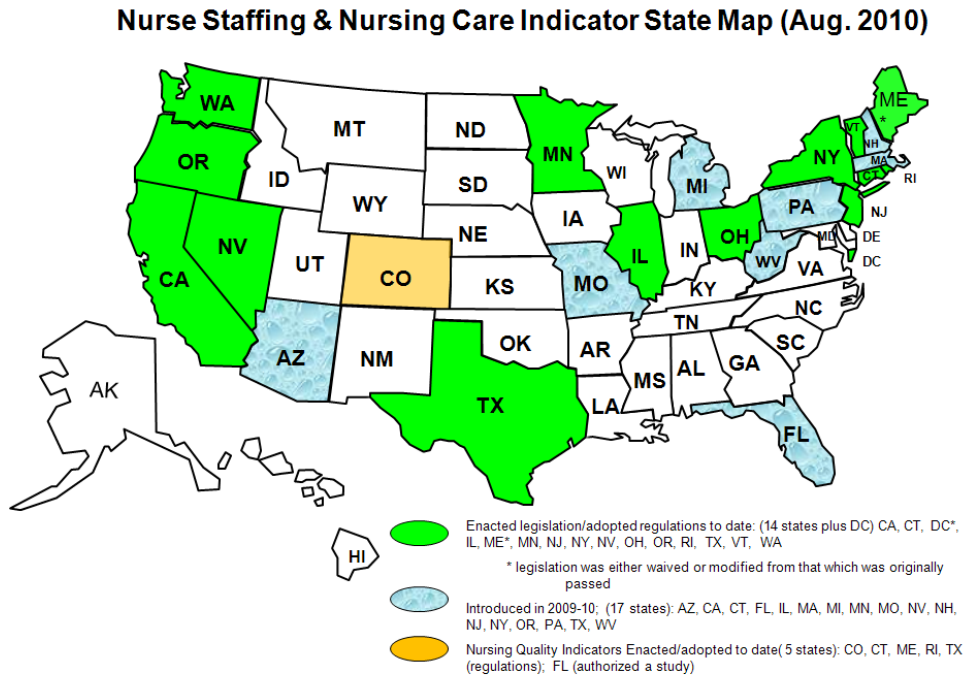 Nurse Staffing & Nursing Care Indicator State Map (Aug. 2010)
WA
MT
ND
MN
ME
*
VT
NH
OR
ID
SD
WI
NY
MA
CT
RI
WY
MI
IA
PA
NJ
NE
NV
UT
CO
IL
IN
OH
MD
DE
DC
WV
VA
CA
KS
MO
KY
NC
TN
AZ
NM
OK
AR
SC
MS
AL
GA
AK
TX
LA
FL
HI
Enacted legislation/adopted regulations to date: (14 states plus DC) CA, CT, DC*,
IL, ME*, MN, NJ, NY, NV, OH, OR, RI, TX, VT, WA
* legislation was either waived or modified from that which was originally
passed
Introduced in 2009-10; (17 states): AZ, CA, CT, FL, IL, MA, MI, MN, MO, NV, NH,
NJ, NY, OR, PA, TX, WV
Nursing Quality Indicators Enacted/adopted to date( 5 states): CO, CT, ME, RI, TX
(regulations); FL (authorized a study)